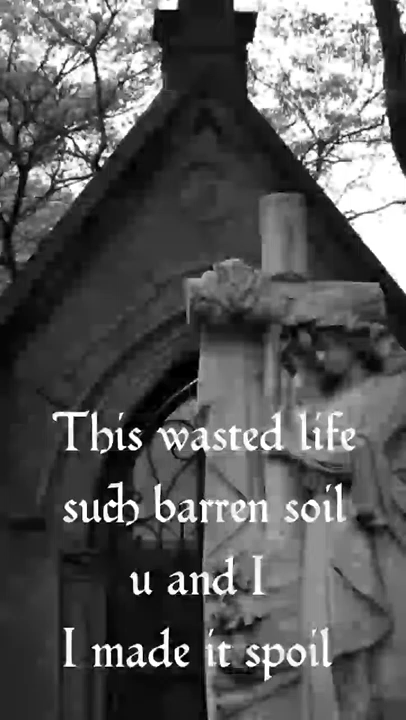 This wasted life
such barren soil
u and I
I made it spoil